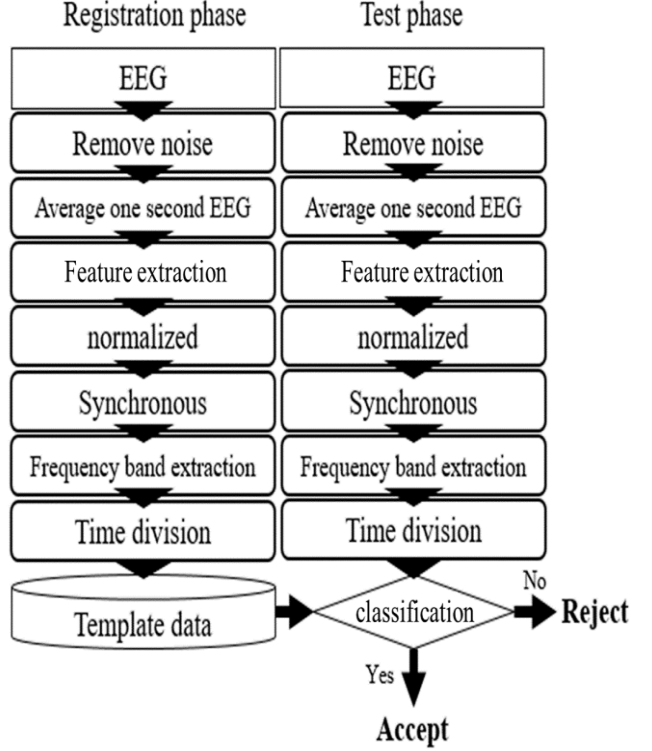 Registration phase
Test phase
EEG
EEG
Remove noise
Remove noise
Average one second EEG
Average one second EEG
Feature extraction
Feature extraction
normalized
normalized
Synchronous
Synchronous
Frequency band extraction
Frequency band extraction
Time division
Time division
Template data
classification
No
Reject
Yes
Accept